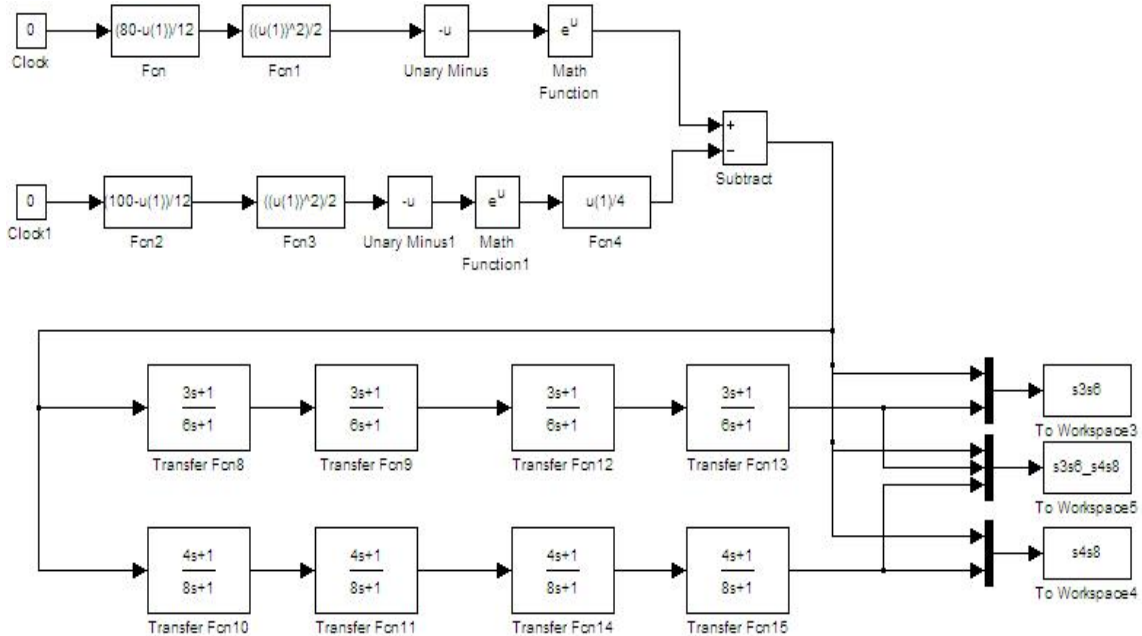 0
Clock
(80-u(1))/12
Fcn
((u(1))^2)/2
Fcn1
-u
Unary Minus
e^u
Math
Function
+
−
Subtract
0
Clock1
(100-u(1))/12
Fcn2
((u(1))^2)/2
Fcn3
-u
Unary Minus1
e^u
Math
Function1
u(1)/4
Fcn4
3s+1
6s+1
Transfer Fcn8
3s+1
6s+1
Transfer Fcn9
3s+1
6s+1
Transfer Fcn12
3s+1
6s+1
Transfer Fcn13
s3s6
To Workspace3
s3s6_s4s8
To Workspace5
4s+1
8s+1
Transfer Fcn10
4s+1
8s+1
Transfer Fcn11
4s+1
8s+1
Transfer Fcn14
4s+1
8s+1
Transfer Fcn15
s4s8
To Workspace4